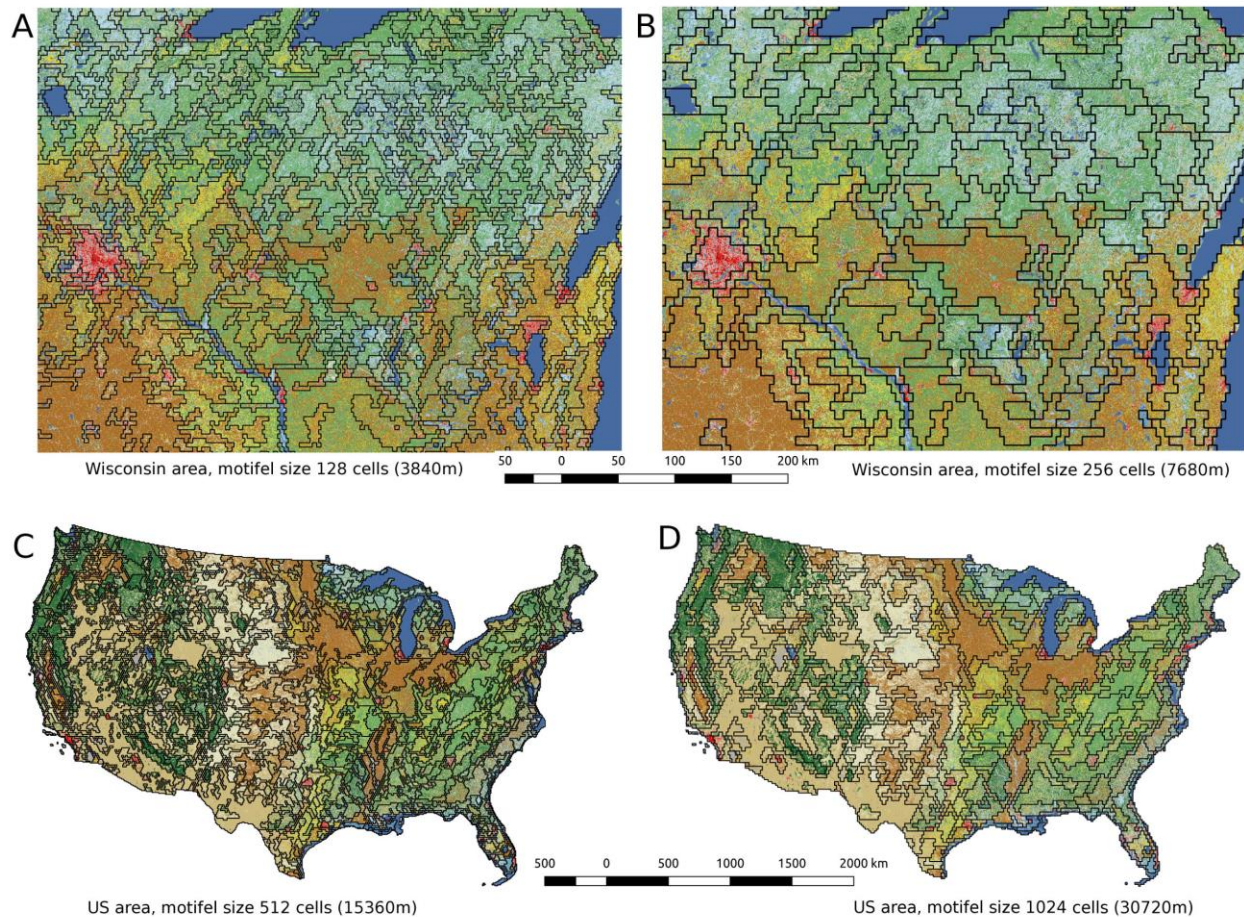 A
B
Wisconsin area, motifel size 128 cells (3840m)
50 0 50 100 150 200 km
Wisconsin area, motifel size 256 cells (7680m)
C
D
500 0 500 1000 1500 2000 km
US area, motifel size 512 cells (15360m)
US area, motifel size 1024 cells (30720m)